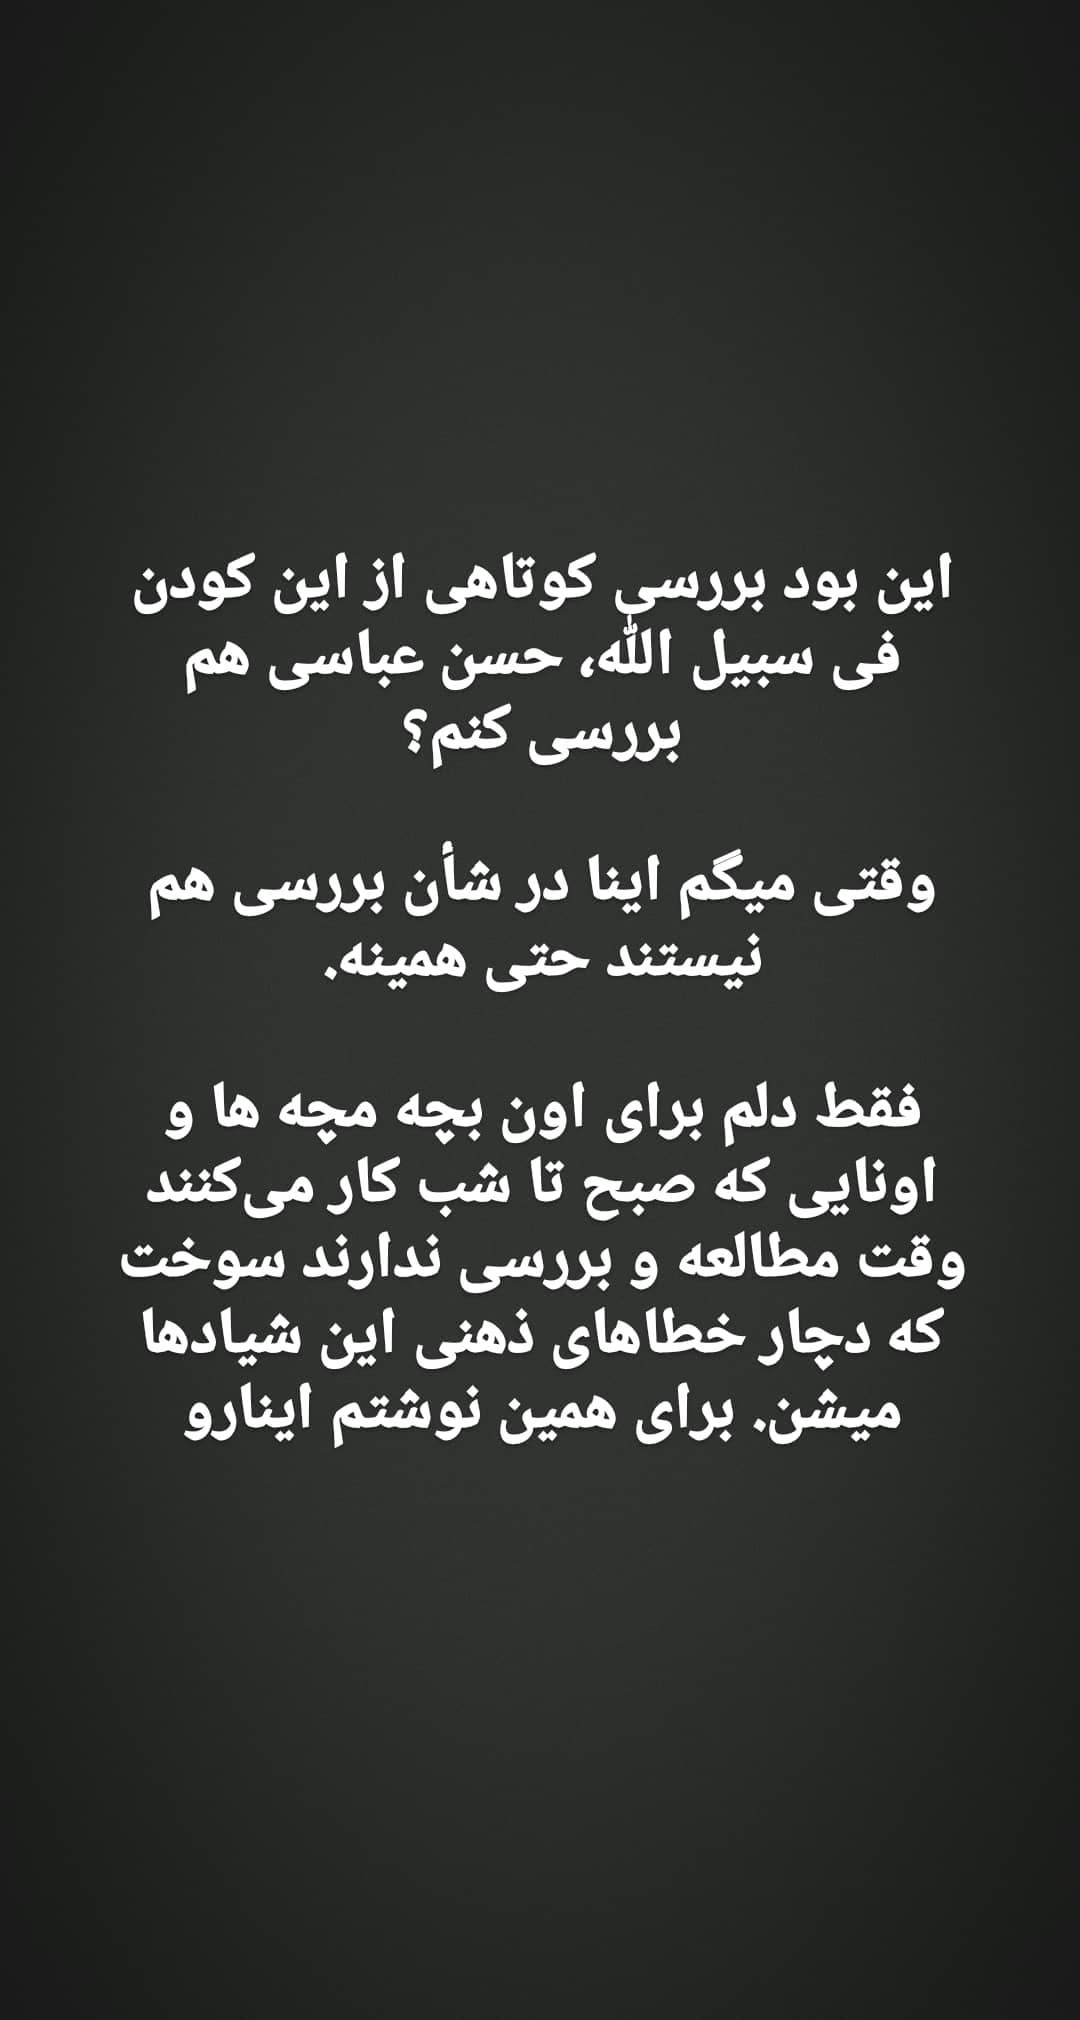 این بود بررسی کوتاهی از این کودن
فی سبیل الله، حسن عباسی هم
بررسی کنم؟
وقتی میگم اینا در شأن بررسی هم
نیستند حتی همینه.
فقط دلم برای اون بچه مچه ها و
اونایی که صبح تا شب کار می‌کنند
وقت مطالعه و بررسی ندارند سوخت
که دچار خطاهای ذهنی این شیادها
میشن. برای همین نوشتم اینارو